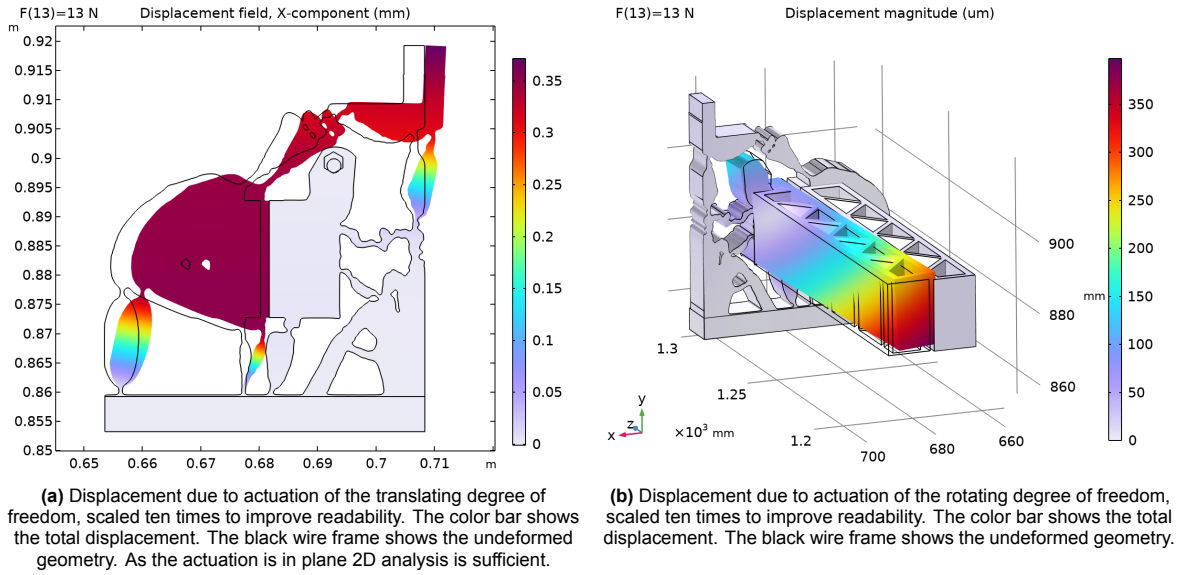 F(13)=13 N Displacement field, X-component (mm)
m
0.92
0.915
0.91
0.905
0.9
0.895
0.89
0.885
0.88
0.875
0.87
0.865
0.86
0.855
0.85
0.65 0.66 0.67 0.68 0.69 0.7 0.71 m
0.35
0.3
0.25
0.2
0.15
0.1
0.05
0
(a) Displacement due to actuation of the translating degree of
freedom, scaled ten times to improve readability. The color bar shows
the total displacement. The black wire frame shows the undeformed
geometry. As the actuation is in plane 2D analysis is sufficient.
F(13)=13 N Displacement magnitude (um)
900
880
860
mm
1.3
1.25
1.2
×10³ mm
700
680
660
y
z
x
350
300
250
200
150
100
50
0
(b) Displacement due to actuation of the rotating degree of freedom,
scaled ten times to improve readability. The color bar shows the total
displacement. The black wire frame shows the undeformed geometry.